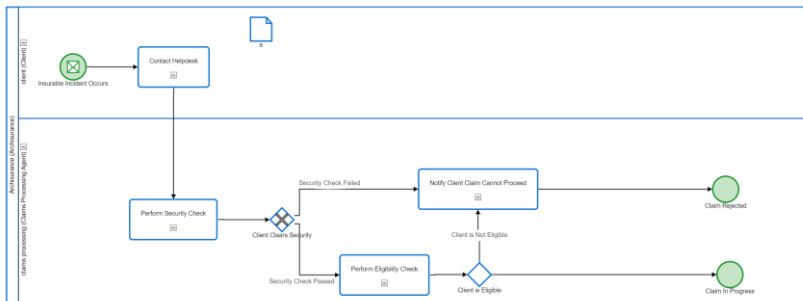 Archisurance (Archisurance)
client (Client)
a
Contact Helpdesk
Insurable Incident Occurs
claims processing (Claims Processing Agent)
Security Check Failed
Notify Client Claim Cannot Proceed
Claim Rejected
Perform Security Check
Client Clears Security
Client is Not Eligible
Security Check Passed
Perform Eligibility Check
Client is Eligible
Claim In Progress